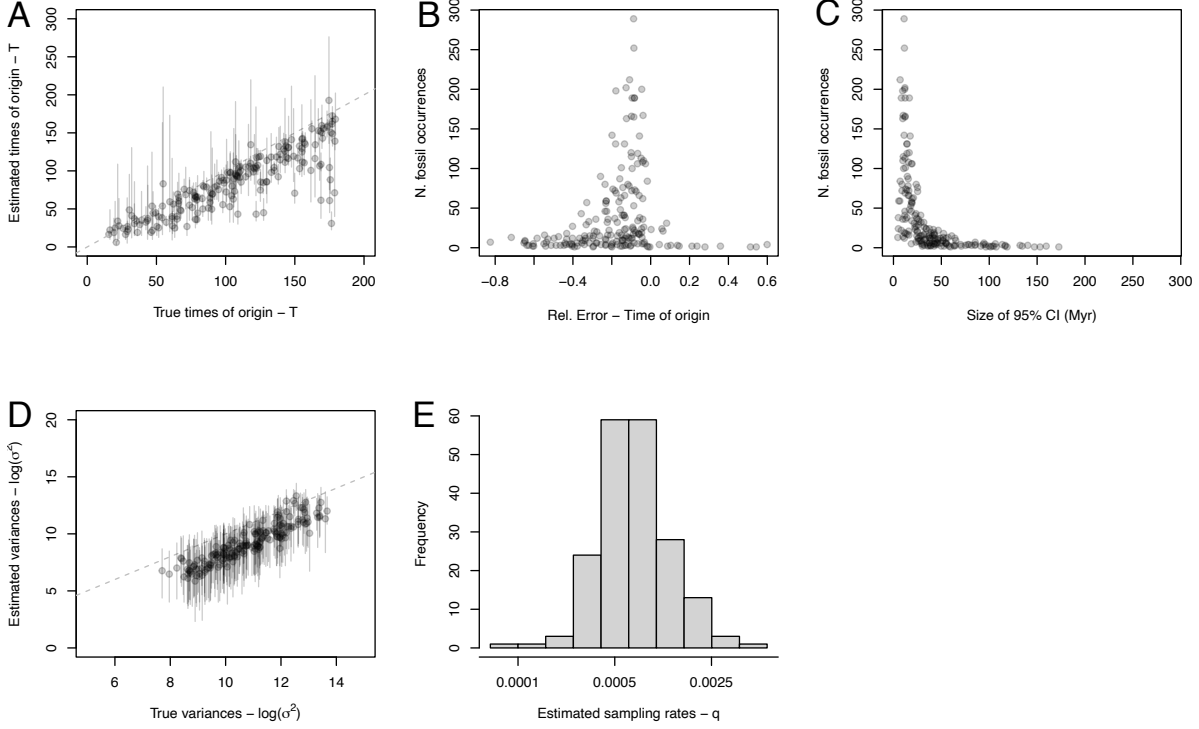 A
Estimated times of origin − T
0 50 100 150 200 250 300
0 50 100 150 200
True times of origin − T
B
N. fossil occurrences
0 50 100 150 200 250 300
−0.8 −0.4 0.0 0.2 0.4 0.6
Rel. Error − Time of origin
C
N. fossil occurrences
0 50 100 150 200 250 300
0 50 100 150 200 250 300
Size of 95% CI (Myr)
D
Estimated variances − log(σ²)
0 5 10 15 20
6 8 10 12 14
True variances − log(σ²)
E
Frequency
0 10 20 30 40 50 60
0.0001 0.0005 0.0025
Estimated sampling rates − q